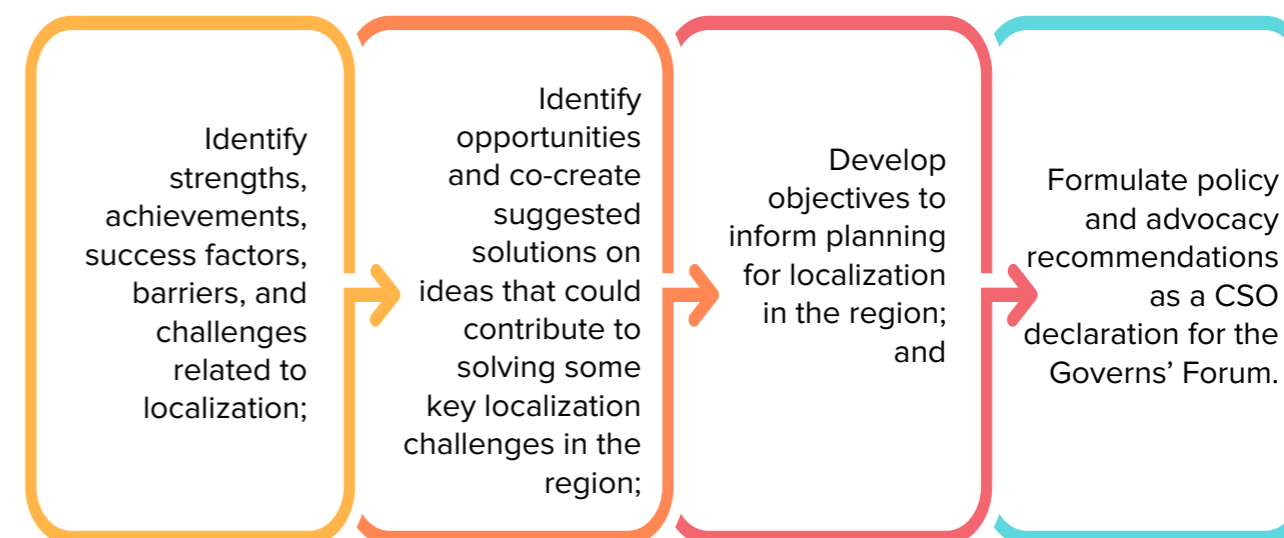 Identify
strengths,
achievements,
success factors,
barriers, and
challenges
related to
localization;
Identify
opportunities
and co-create
suggested
solutions on
ideas that could
contribute to
solving some
key localization
challenges in the
region;
Develop
objectives to
inform planning
for localization
in the region;
and
Formulate policy
and advocacy
recommendations
as a CSO
declaration for the
Governs’ Forum.